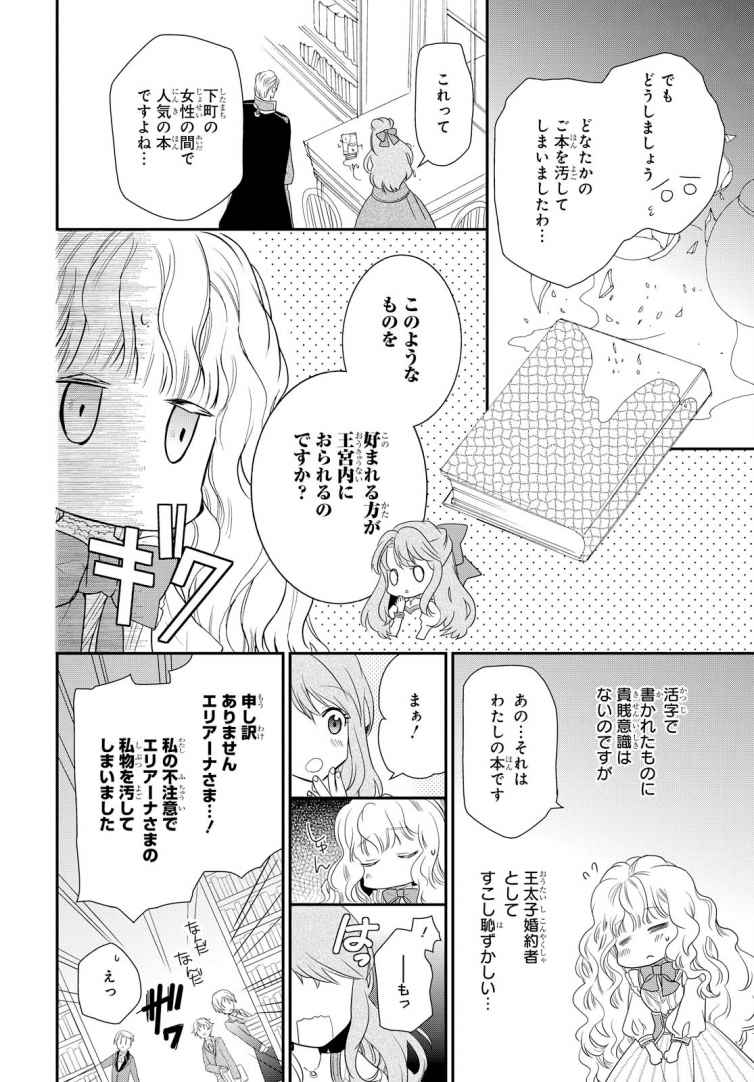 でも
どうしましょう
どなたかの
ご本を汚して
しまいましたわ…
これって
下町の
女性の間で
人気の本
ですよね…
このような
ものを
好まれる方が
王宮内に
おられるの
ですか？
ギクッ
活字で
書かれたものに
貴賤意識は
ないのですが
あの…それは
わたしの本です
王太子婚約者
として
すこし恥ずかしい…
まぁ！
しゅん
！
はっ
――もっ
申し訳
ありません
エリアーナさま…！
私の不注意で
エリアーナさまの
私物を汚して
しまいました
なんだ
なんだ
ザワッ
えっ